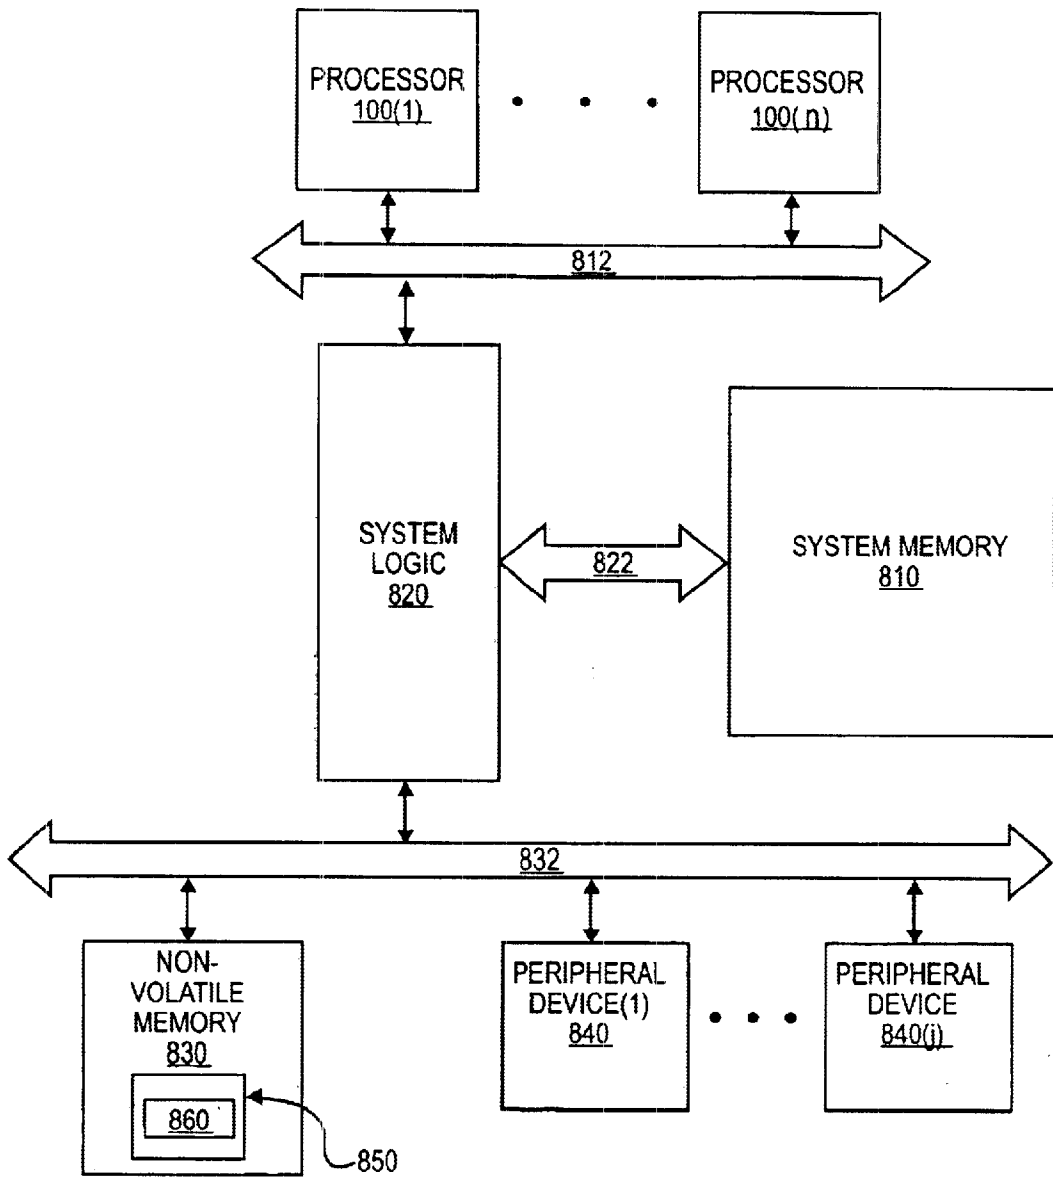 PROCESSOR
100(1)
PROCESSOR
100(n)
812
SYSTEM
LOGIC
820
822
SYSTEM MEMORY
810
832
NON-
VOLATILE
MEMORY
830
860
850
PERIPHERAL
DEVICE(1)
840
PERIPHERAL
DEVICE
840(j)